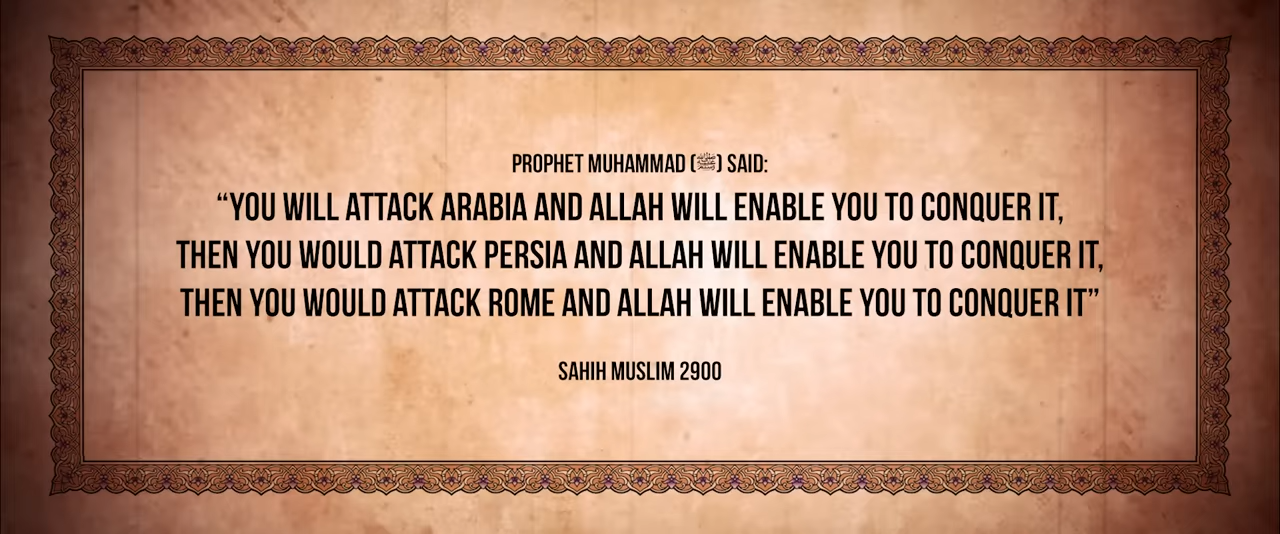 PROPHET MUHAMMAD (ﷺ) SAID:
“YOU WILL ATTACK ARABIA AND ALLAH WILL ENABLE YOU TO CONQUER IT,
THEN YOU WOULD ATTACK PERSIA AND ALLAH WILL ENABLE YOU TO CONQUER IT,
THEN YOU WOULD ATTACK ROME AND ALLAH WILL ENABLE YOU TO CONQUER IT”
SAHIH MUSLIM 2900